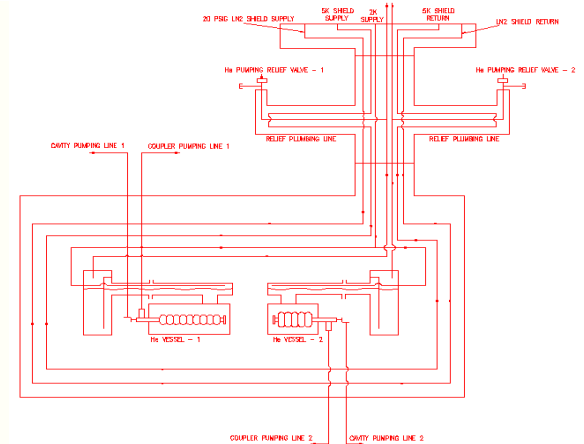 20 PSIG LN2 SHIELD SUPPLY
5K SHIELD
SUPPLY
2K
SUPPLY
5K SHIELD
RETURN
LN2 SHIELD RETURN
He PUMPING RELIEF VALVE - 1
He PUMPING RELIEF VALVE - 2
RELIEF PLUMBING LINE
RELIEF PLUMBING LINE
CAVITY PUMPING LINE 1
COUPLER PUMPING LINE 1
He VESSEL - 1
He VESSEL - 2
COUPLER PUMPING LINE 2
CAVITY PUMPING LINE 2